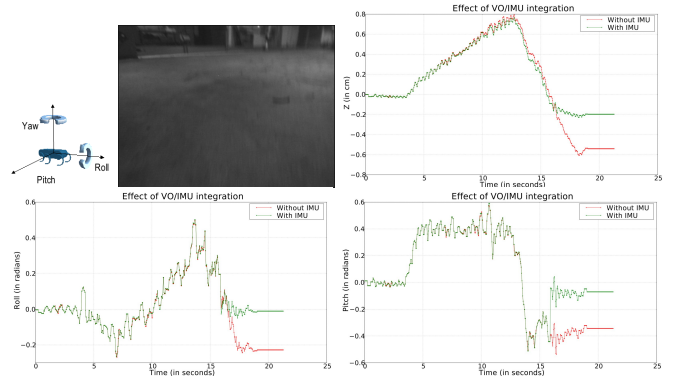 Yaw
Roll
Pitch
Effect of VO/IMU integration
Without IMU
With IMU
0.8
0.6
0.4
0.2
0.0
−0.2
−0.4
−0.6
−0.8
Z (in cm)
0 5 10 15 20 25
Time (in seconds)
Effect of VO/IMU integration
Without IMU
With IMU
0.6
0.4
0.2
0.0
−0.2
Roll (in radians)
0 5 10 15 20 25
Time (in seconds)
Effect of VO/IMU integration
Without IMU
With IMU
0.6
0.4
0.2
0.0
−0.2
−0.4
−0.6
Pitch (in radians)
0 5 10 15 20 25
Time (in seconds)